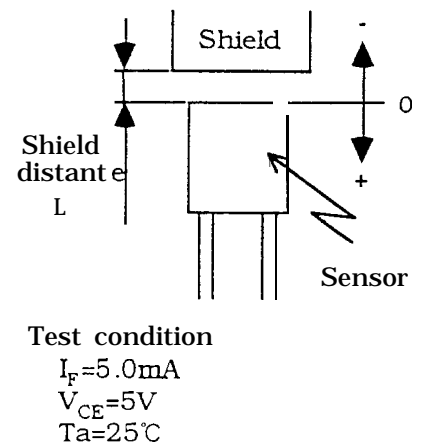 Shield
-
0
+
Shield
distant e
L
Sensor
Test condition
I_F=5.0mA
V_CE=5V
Ta=25℃